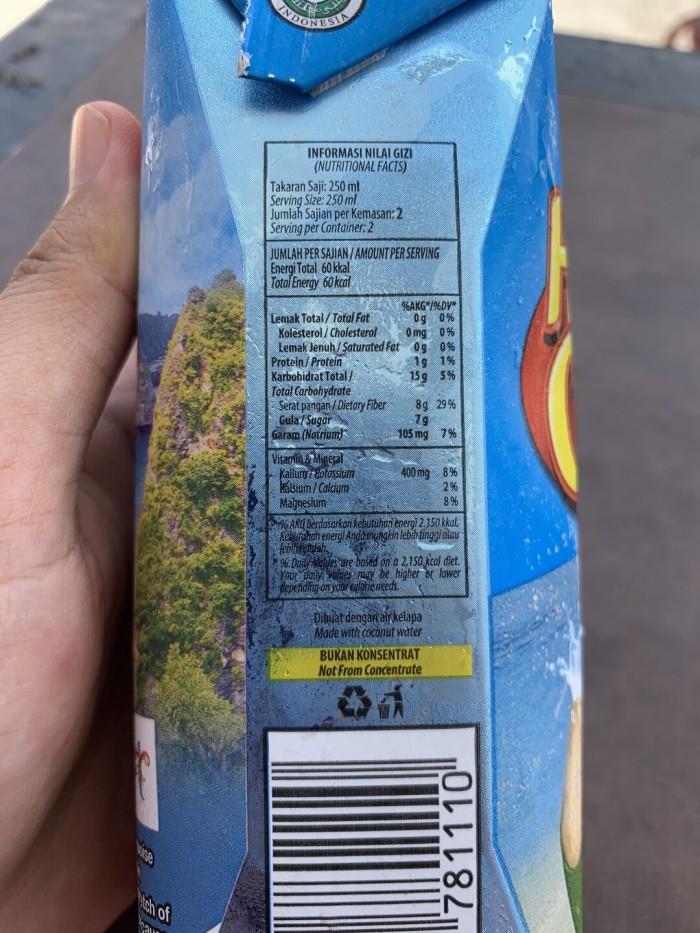 INDONESIA
INFORMASI NILAI GIZI
(NUTRITIONAL FACTS)
Takaran Saji: 250 ml
Serving Size: 250 ml
Jumlah Sajian per Kemasan: 2
Serving per Container: 2
JUMLAH PER SAJIAN / AMOUNT PER SERVING
Energi Total 60 kkal
Total Energy 60 kcal
%AKG*/%DV*
Lemak Total / Total Fat 0 g 0 %
Kolesterol / Cholesterol 0 mg 0 %
Lemak Jenuh / Saturated Fat 0 g 0 %
Protein / Protein 1 g 1 %
Karbohidrat Total / 15 g 5 %
Total Carbohydrate
Serat pangan / Dietary Fiber 8 g 29 %
Gula / Sugar 7 g
Garam (Natrium) 105 mg 7 %
Vitamin & Mineral
Kalium / Potassium 400 mg 8 %
Kalsium / Calcium 2 %
Magnesium 8 %
*% AKG berdasarkan kebutuhan energi 2.150 kkal.
Kebutuhan energi Anda mungkin lebih tinggi atau
lebih rendah.
* % Daily Values are based on a 2,150 kcal diet.
Your daily values may be higher or lower
depending on your calorie needs.
Dibuat dengan air kelapa
Made with coconut water
BUKAN KONSENTRAT
Not From Concentrate
781110